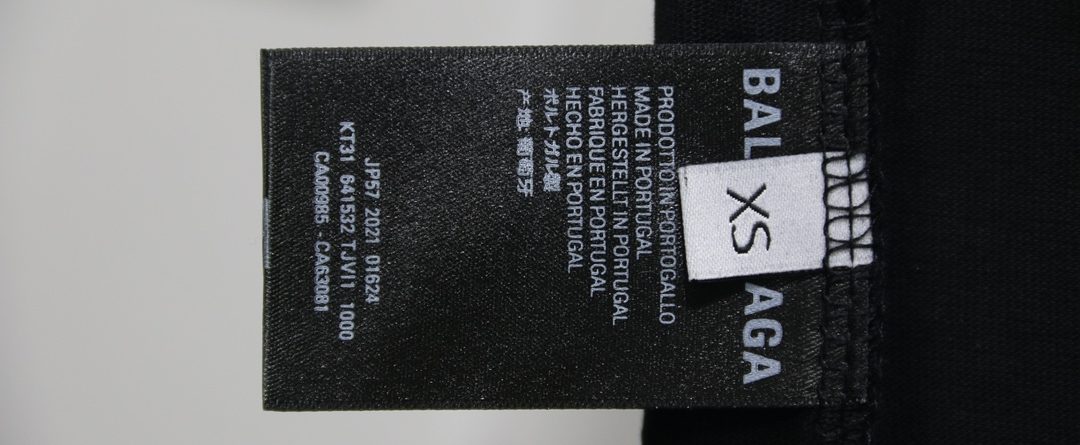 BAL AGA
XS
PRODOTTO IN PORTOGALLO
MADE IN PORTUGAL
HERGESTELLT IN PORTUGAL
FABRIQUE EN PORTUGAL
HECHO EN PORTUGAL
ポルトガル製
产地: 葡萄牙
JP57 2021 01624
KT31 641532 TJVI1 1000
CA00985 - CA63081